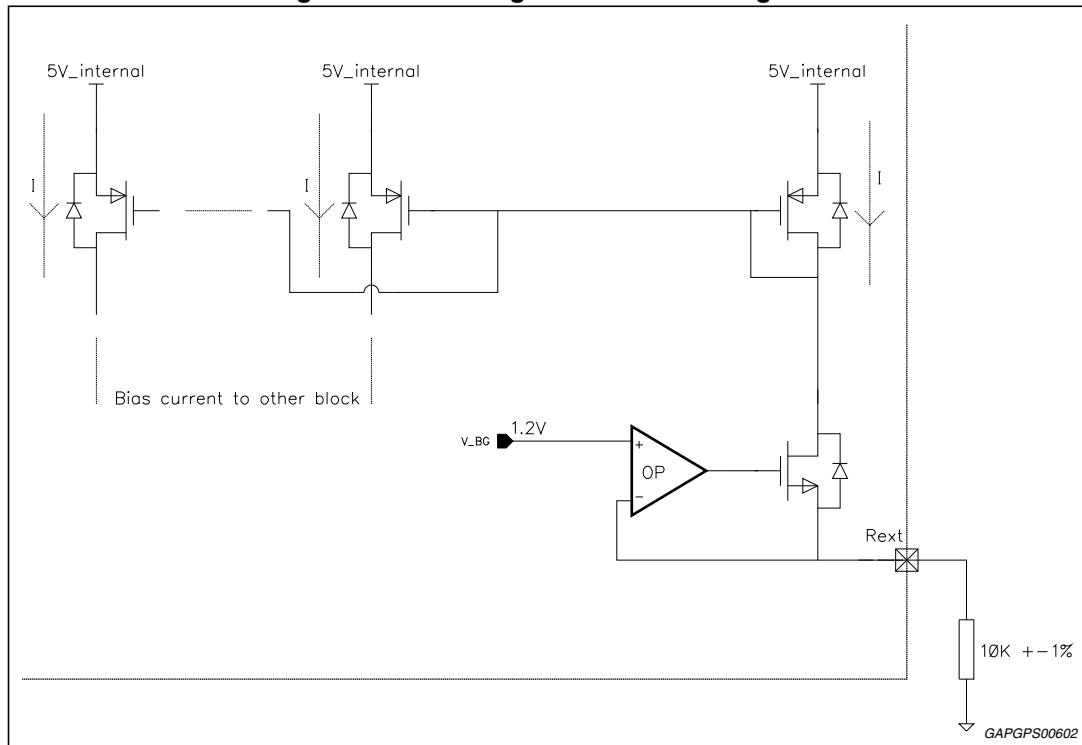 5V_internal
5V_internal
5V_internal
I
I
I
Bias current to other block
V_BG
1.2V
+
OP
-
Rext
10K +-1%
GAPGPS00602